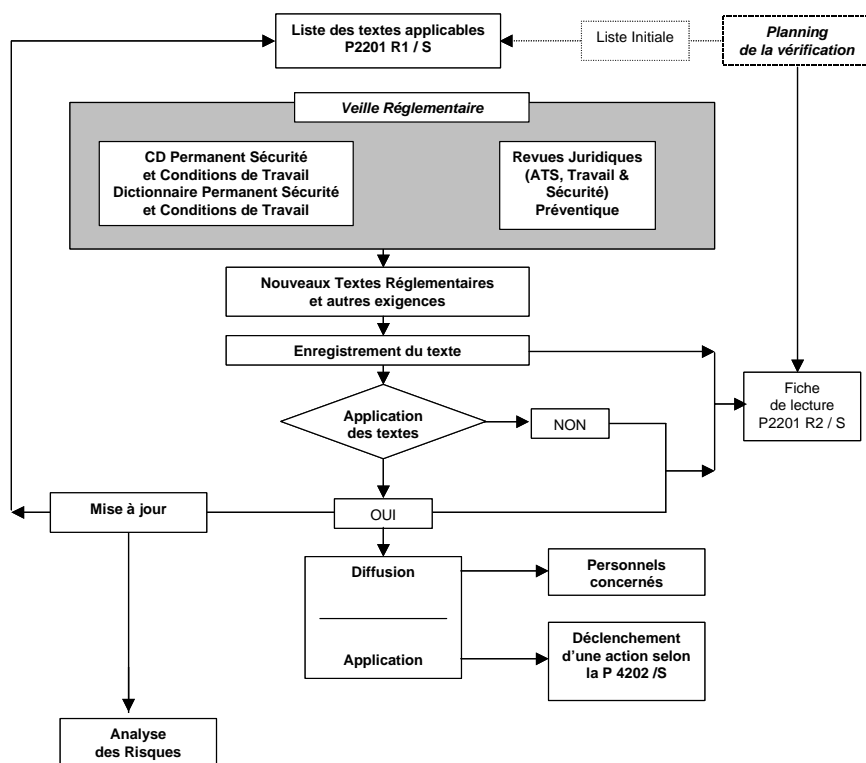 Liste des textes applicables
P2201 R1 / S
Liste Initiale
Planning
de la vérification
Veille Réglementaire
CD Permanent Sécurité
et Conditions de Travail
Dictionnaire Permanent Sécurité
et Conditions de Travail
Revues Juridiques
(ATS, Travail &
Sécurité)
Préventique
Nouveaux Textes Réglementaires
et autres exigences
Enregistrement du texte
Application
des textes
NON
Fiche
de lecture
P2201 R2 / S
Mise à jour
OUI
Diffusion
Personnels
concernés
Application
Déclenchement
d’une action selon
la P 4202 /S
Analyse
des Risques